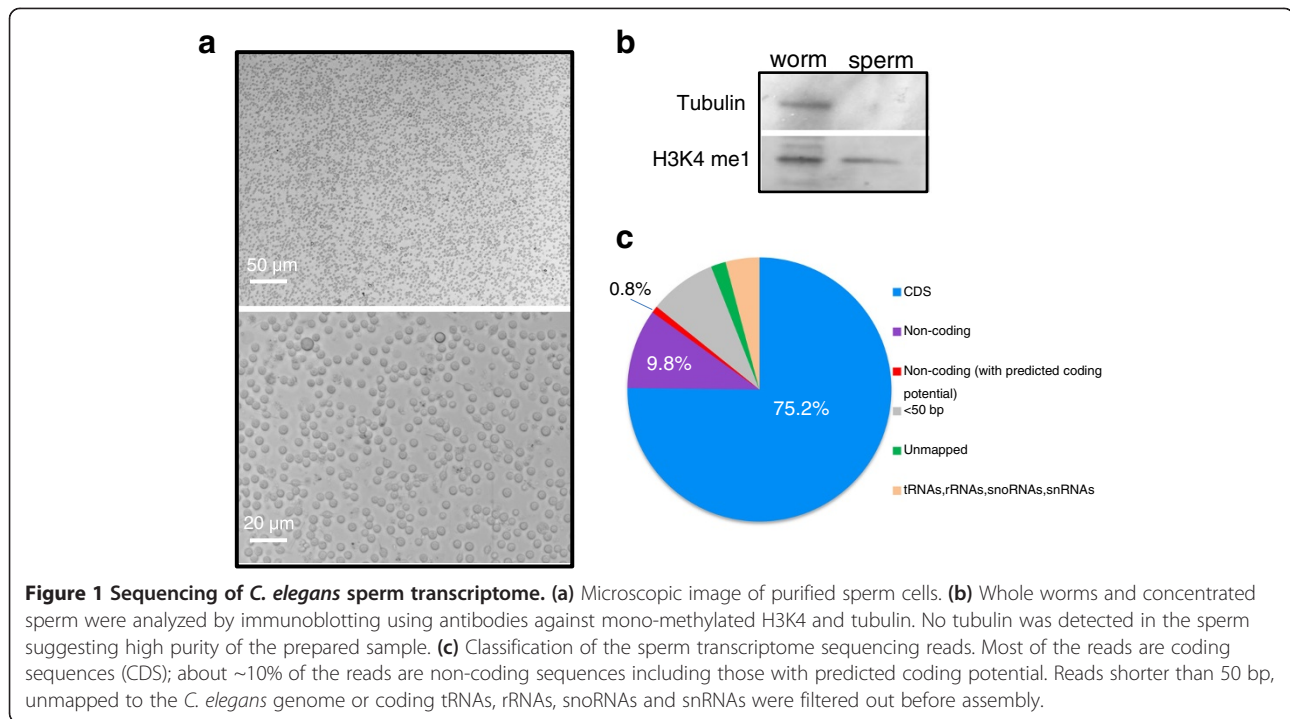 a
50 µm
20 µm
b
worm sperm
Tubulin
H3K4 me1
c
0.8%
9.8%
75.2%
CDS
Non-coding
Non-coding (with predicted coding
potential)
<50 bp
Unmapped
tRNAs,rRNAs,snoRNAs,snRNAs
Figure 1 Sequencing of C. elegans sperm transcriptome. (a) Microscopic image of purified sperm cells. (b) Whole worms and concentrated
sperm were analyzed by immunoblotting using antibodies against mono-methylated H3K4 and tubulin. No tubulin was detected in the sperm
suggesting high purity of the prepared sample. (c) Classification of the sperm transcriptome sequencing reads. Most of the reads are coding
sequences (CDS); about ~10% of the reads are non-coding sequences including those with predicted coding potential. Reads shorter than 50 bp,
unmapped to the C. elegans genome or coding tRNAs, rRNAs, snoRNAs and snRNAs were filtered out before assembly.